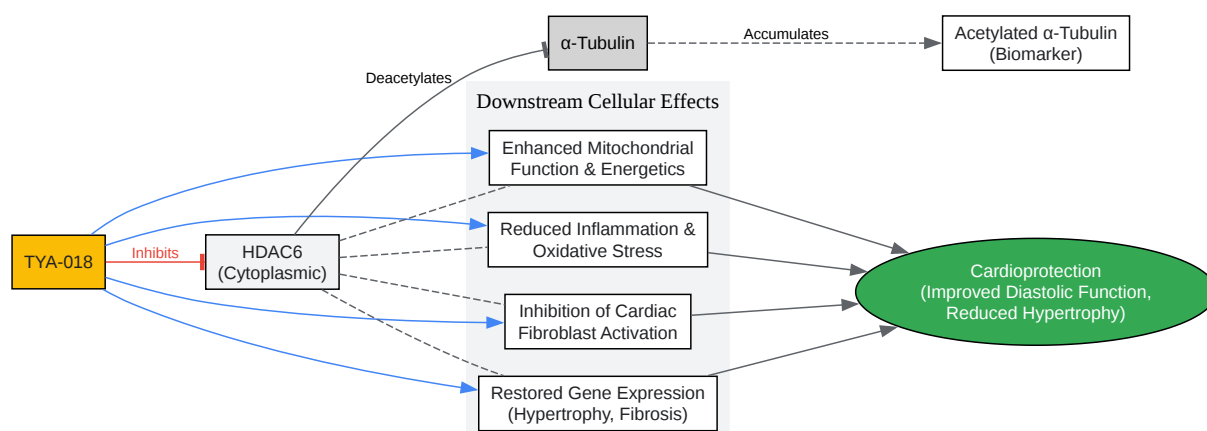 α-Tubulin
Accumulates
Acetylated α-Tubulin
(Biomarker)
Deacetylates
Downstream Cellular Effects
Enhanced Mitochondrial
Function & Energetics
TYA-018
Inhibits
HDAC6
(Cytoplasmic)
Reduced Inflammation &
Oxidative Stress
Inhibition of Cardiac
Fibroblast Activation
Restored Gene Expression
(Hypertrophy, Fibrosis)
Cardioprotection
(Improved Diastolic Function,
Reduced Hypertrophy)